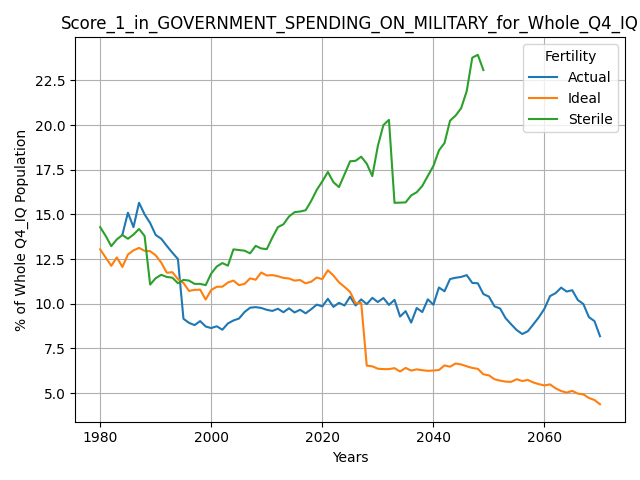 Score_1_in_GOVERNMENT_SPENDING_ON_MILITARY_for_Whole_Q4_IQ
% of Whole Q4_IQ Population
22.5
20.0
17.5
15.0
12.5
10.0
7.5
5.0
Fertility
Actual
Ideal
Sterile
1980 2000 2020 2040 2060
Years